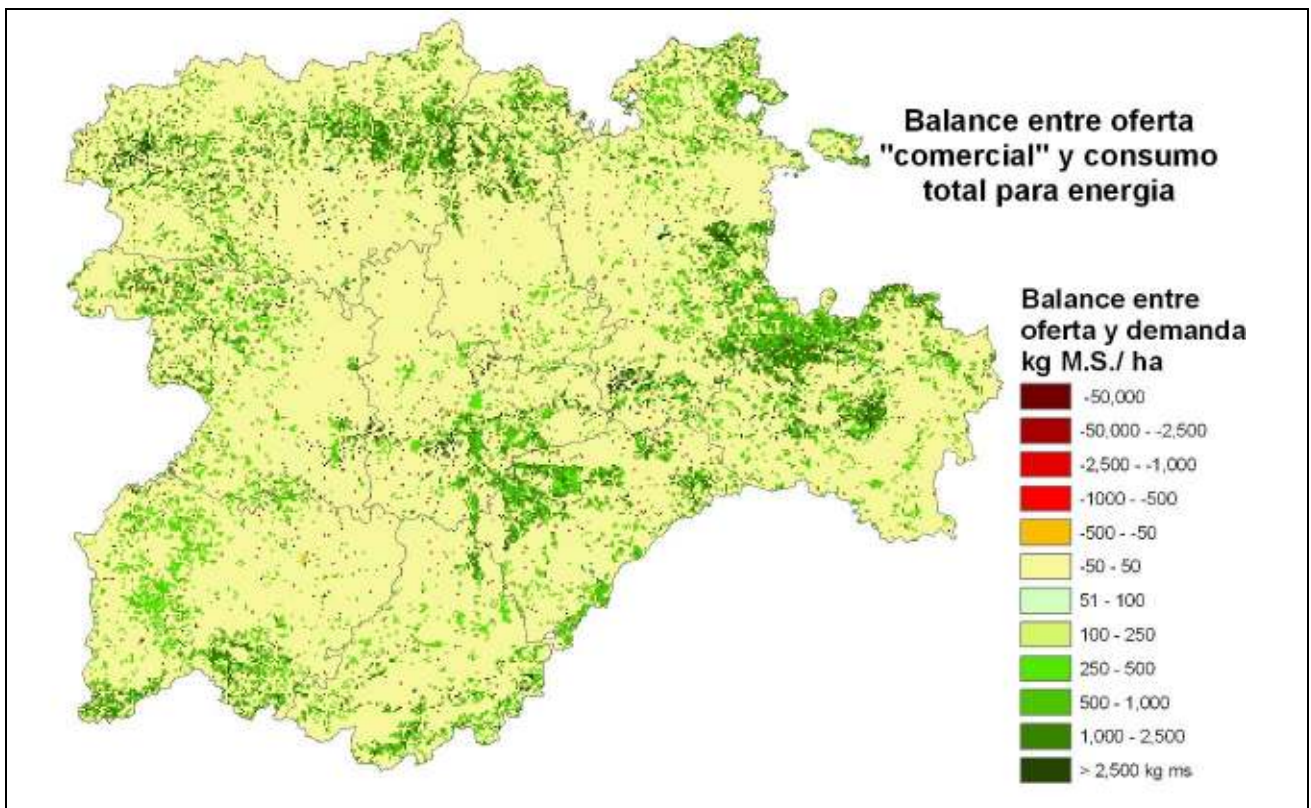 Balance entre oferta
"comercial" y consumo
total para energia
Balance entre
oferta y demanda
kg M.S./ ha
-50,000
-50,000 - -2,500
-2,500 - -1,000
-1000 - -500
-500 - -50
-50 - 50
51 - 100
100 - 250
250 - 500
500 - 1,000
1,000 - 2,500
> 2,500 kg ms